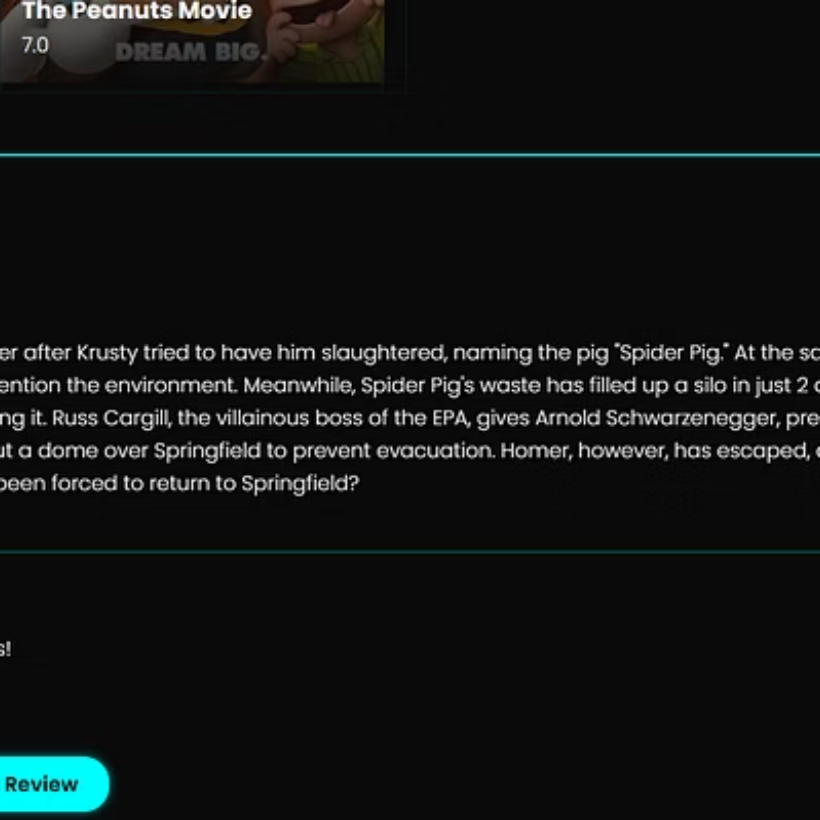 The Peanuts Movie
7.0
DREAM BIG.
er after Krusty tried to have him slaughtered, naming the pig "Spider Pig." At the sa
ention the environment. Meanwhile, Spider Pig's waste has filled up a silo in just 2 d
ng it. Russ Cargill, the villainous boss of the EPA, gives Arnold Schwarzenegger, pre
ut a dome over Springfield to prevent evacuation. Homer, however, has escaped,
been forced to return to Springfield?
s!
Review